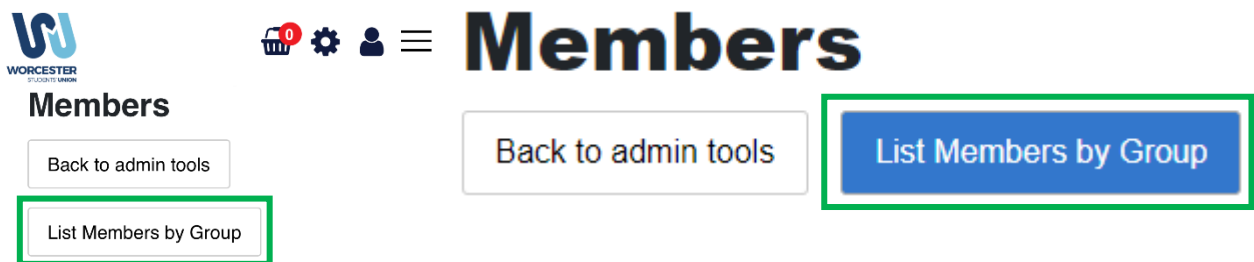 WORCESTER
STUDENTS' UNION
0
Members
Back to admin tools
List Members by Group
Members
Back to admin tools
List Members by Group